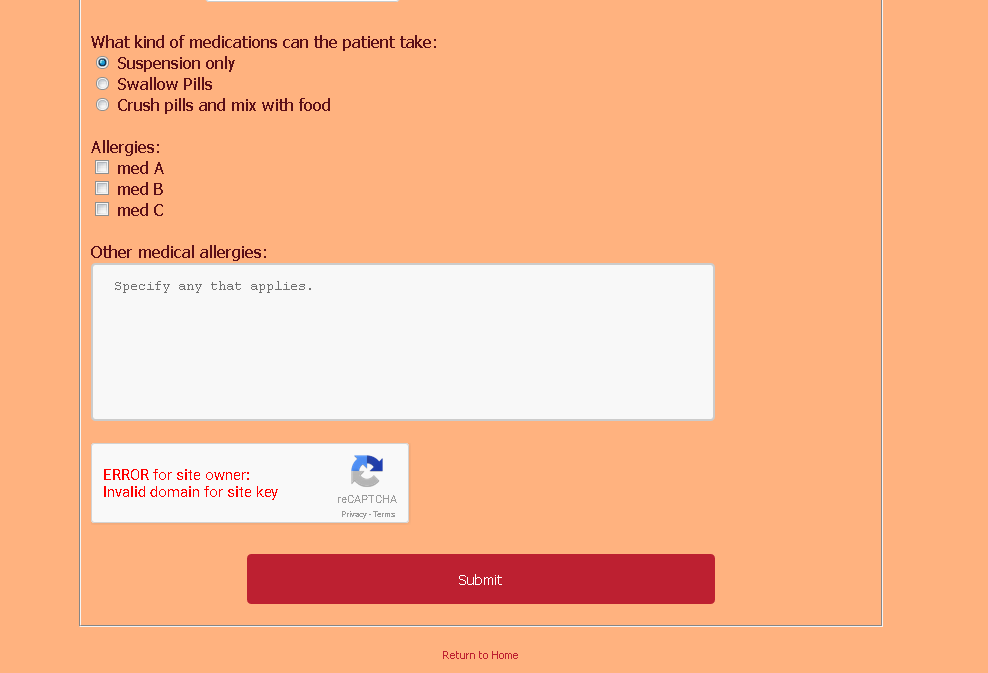 What kind of medications can the patient take:
Suspension only
Swallow Pills
Crush pills and mix with food
Allergies:
med A
med B
med C
Other medical allergies:
Specify any that applies.
ERROR for site owner:
Invalid domain for site key
reCAPTCHA
Privacy - Terms
Submit
Return to Home